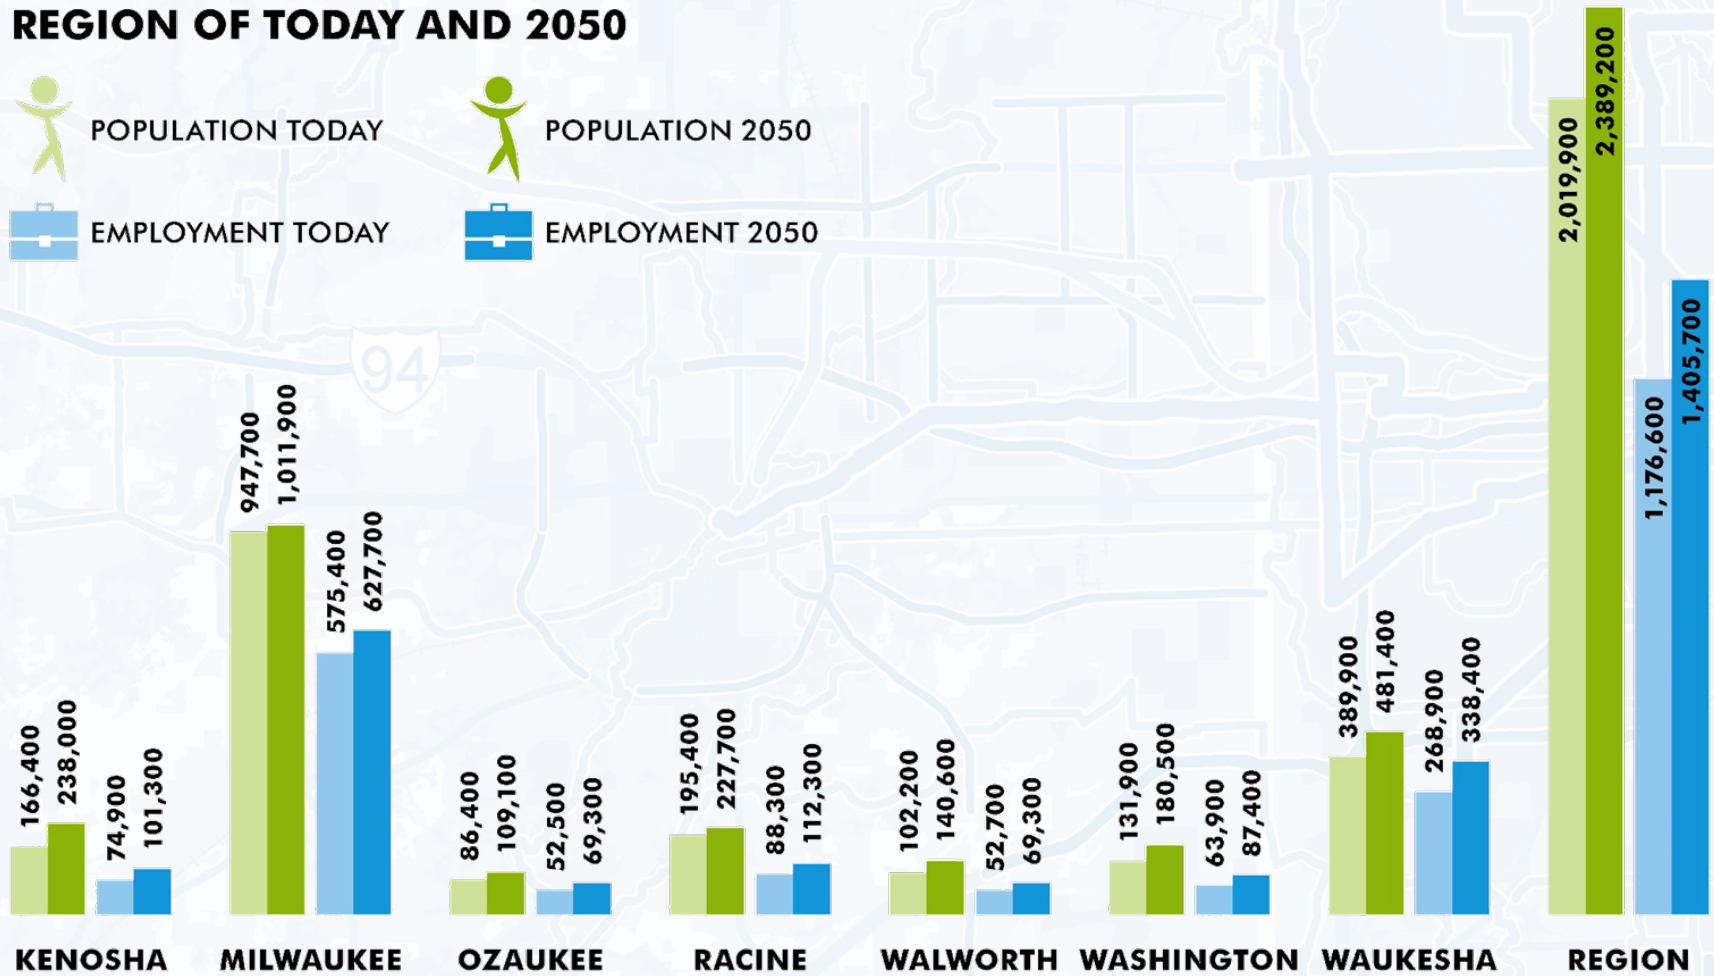 REGION OF TODAY AND 2050
POPULATION TODAY
POPULATION 2050
EMPLOYMENT TODAY
EMPLOYMENT 2050
94
166,400
238,000
74,900
101,300
947,700
1,011,900
575,400
627,700
86,400
109,100
52,500
69,300
195,400
227,700
88,300
112,300
102,200
140,600
52,700
69,300
131,900
180,500
63,900
87,400
389,900
481,400
268,900
338,400
2,019,900
2,389,200
1,176,600
1,405,700
KENOSHA
MILWAUKEE
OZAUKEE
RACINE
WALWORTH
WASHINGTON
WAUKESHA
REGION